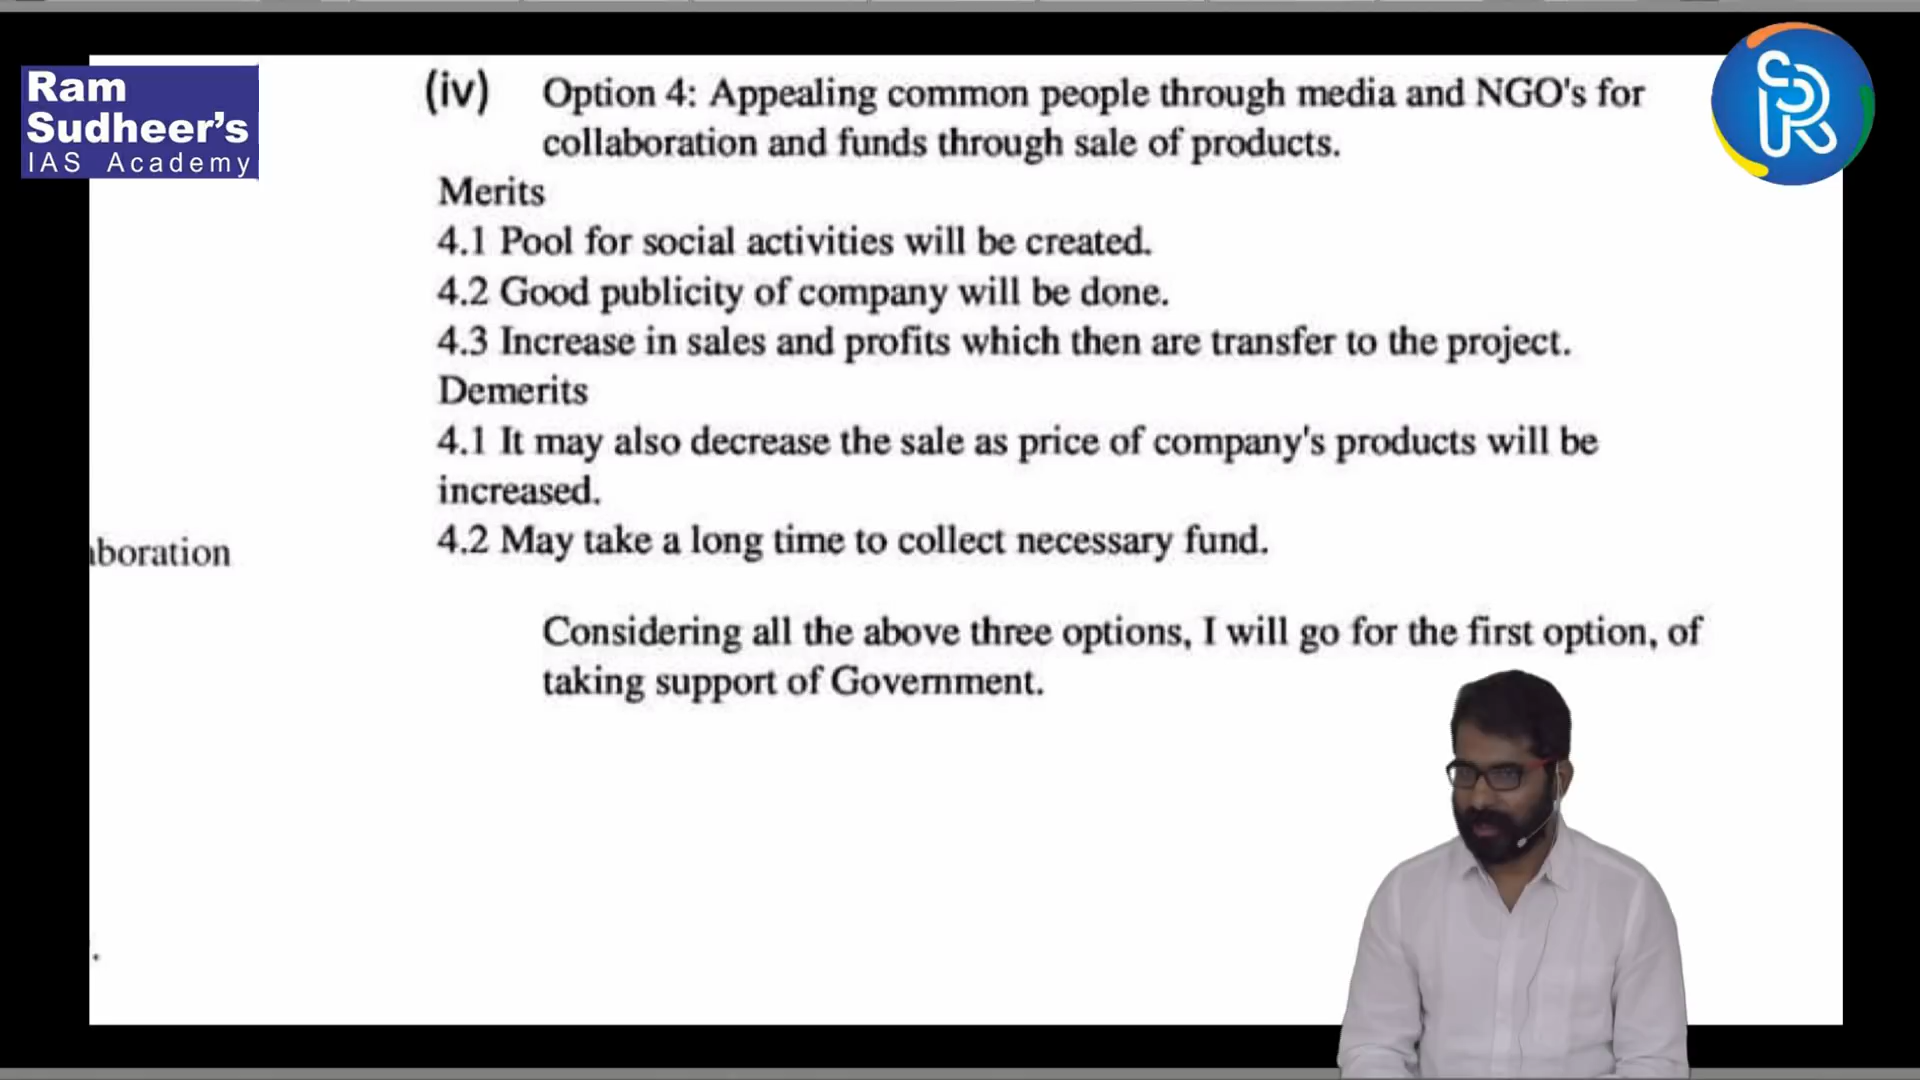 Ram
Sudheer's
IAS Academy
(iv) Option 4: Appealing common people through media and NGO's for
collaboration and funds through sale of products.
Merits
4.1 Pool for social activities will be created.
4.2 Good publicity of company will be done.
4.3 Increase in sales and profits which then are transfer to the project.
Demerits
4.1 It may also decrease the sale as price of company's products will be
increased.
4.2 May take a long time to collect necessary fund.
boration
Considering all the above three options, I will go for the first option, of
taking support of Government.